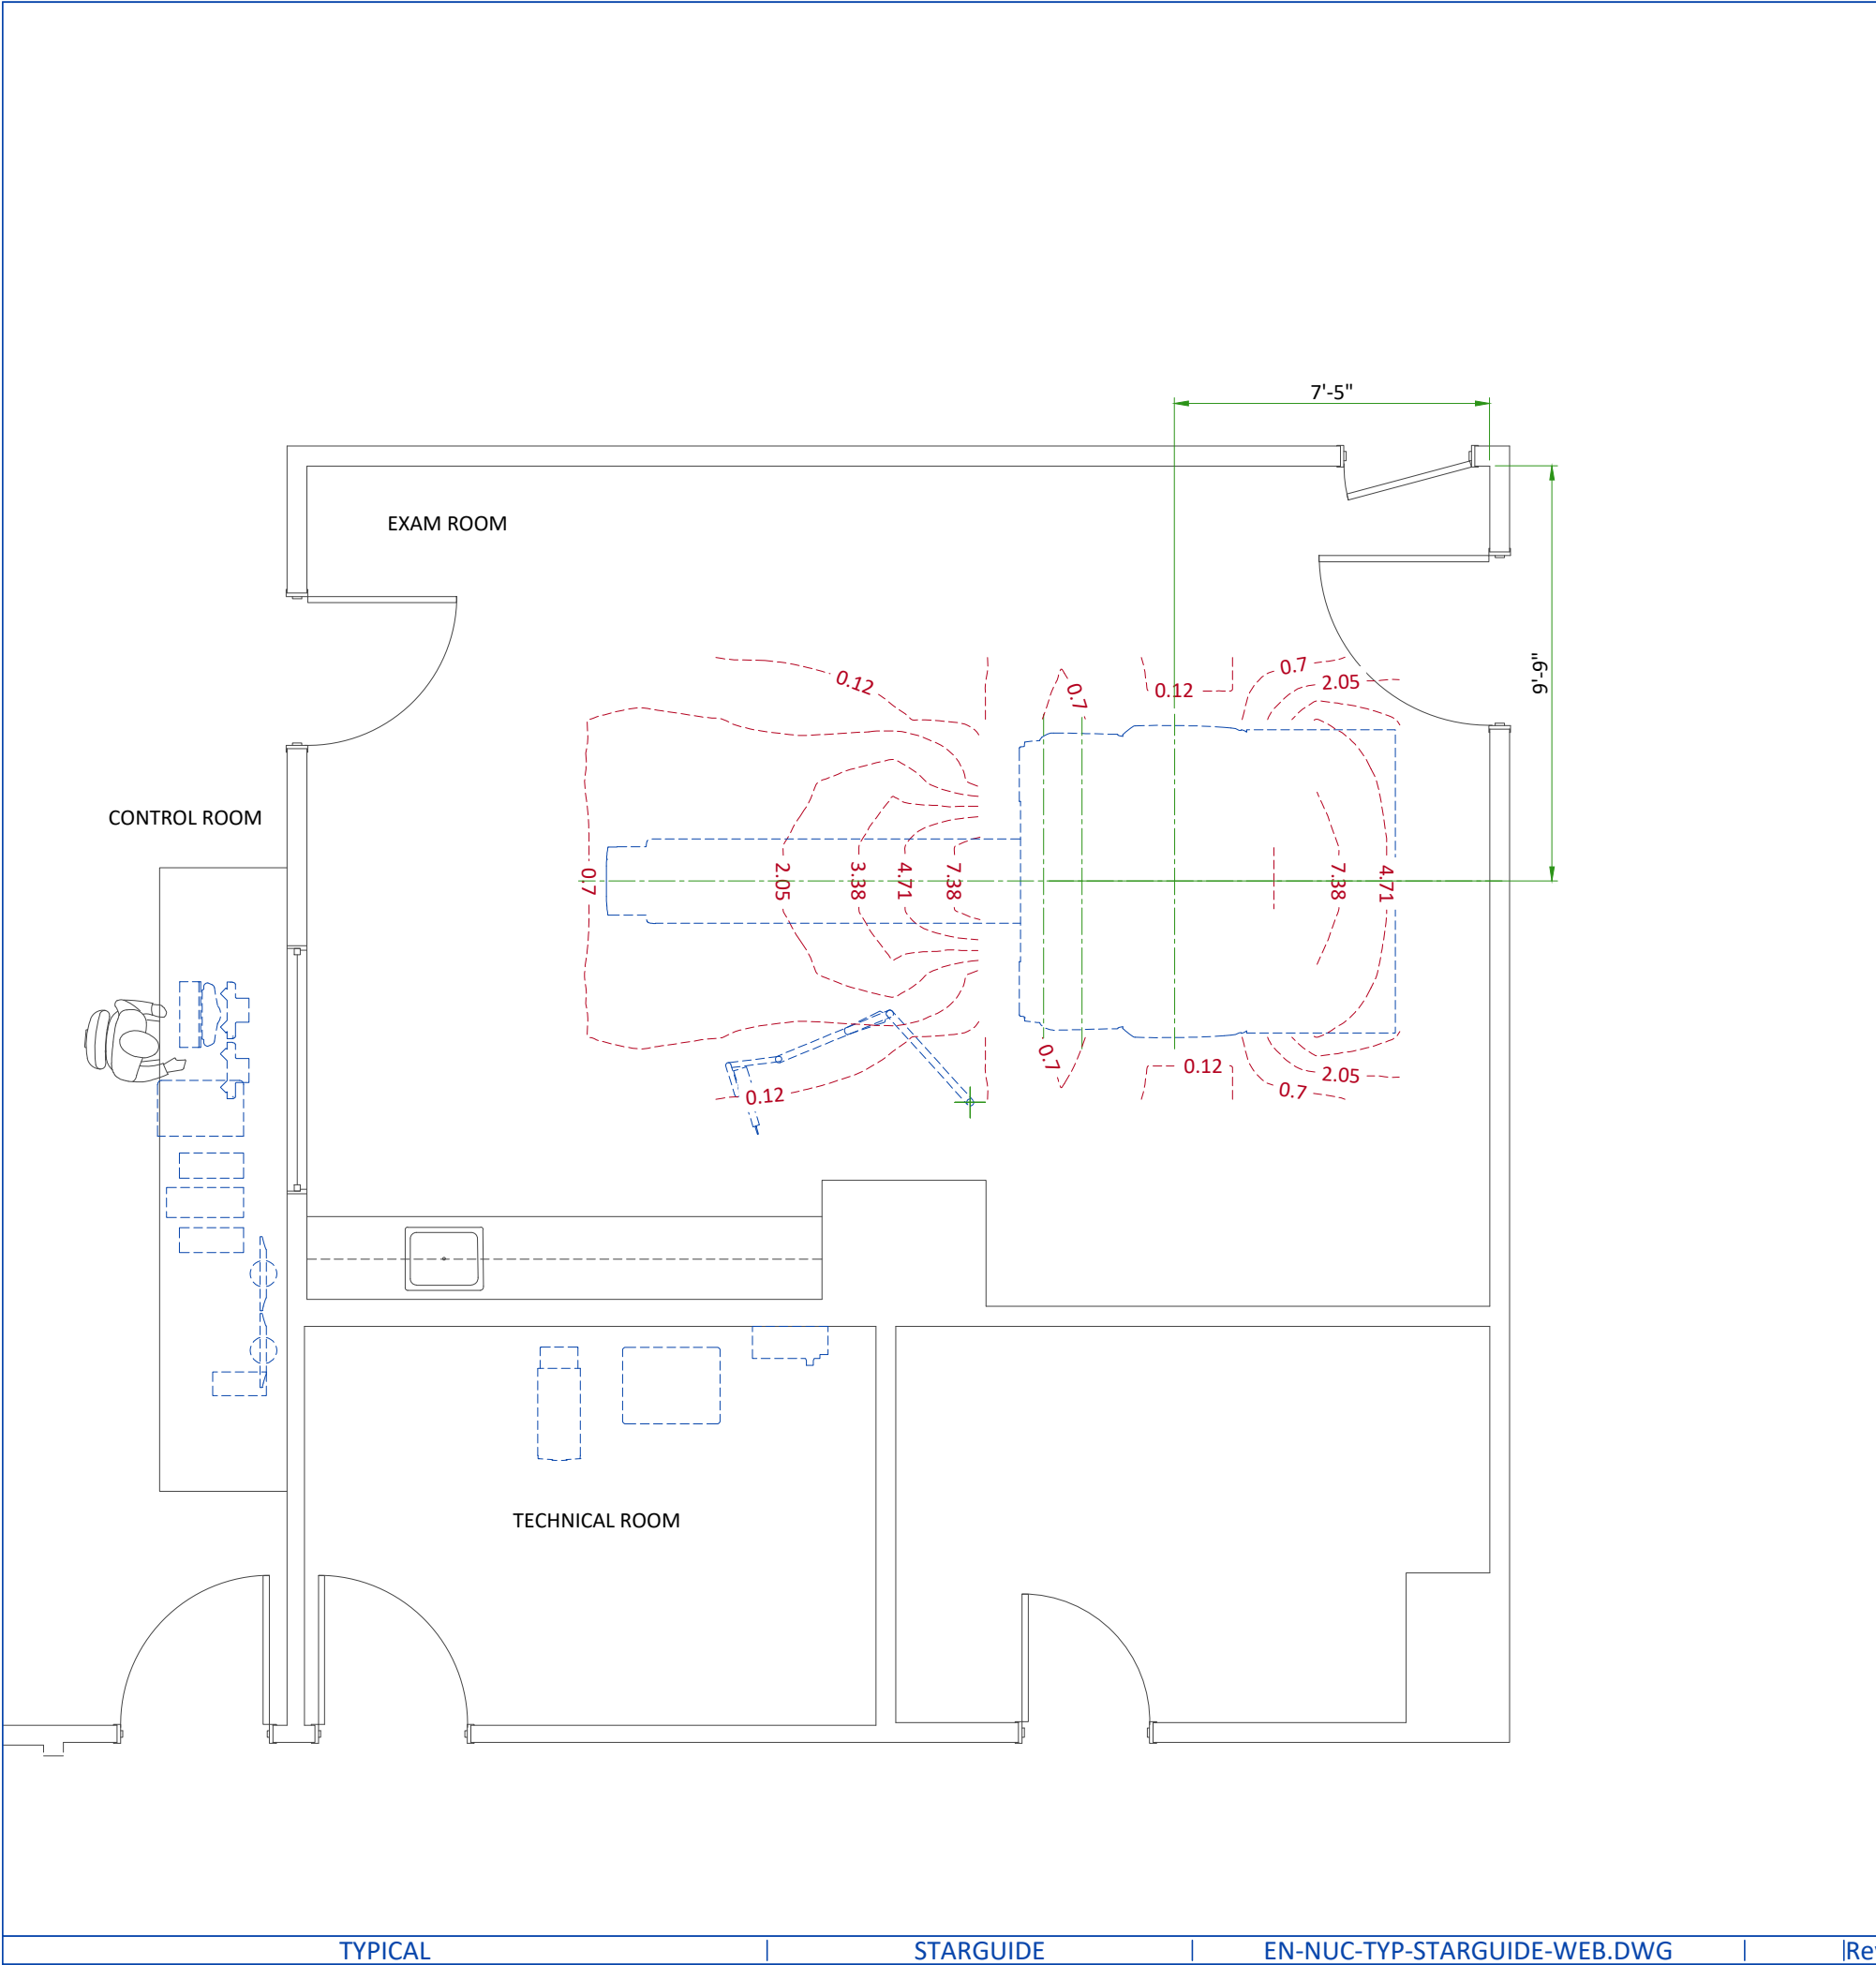 7'-5"
EXAM ROOM
9'-9"
0.12
0.7
0.12
0.7
2.05
CONTROL ROOM
0.7
2.05
3.38
4.71
7.38
7.38
4.71
0.7
0.12
2.05
0.12
0.7
TECHNICAL ROOM
TYPICAL
STARGUIDE
EN-NUC-TYP-STARGUIDE-WEB.DWG
Re